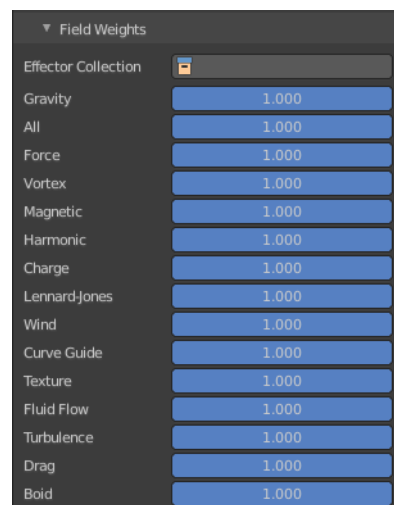 Field Weights
Effector Collection
Gravity 1.000
All 1.000
Force 1.000
Vortex 1.000
Magnetic 1.000
Harmonic 1.000
Charge 1.000
Lennard-Jones 1.000
Wind 1.000
Curve Guide 1.000
Texture 1.000
Fluid Flow 1.000
Turbulence 1.000
Drag 1.000
Boid 1.000